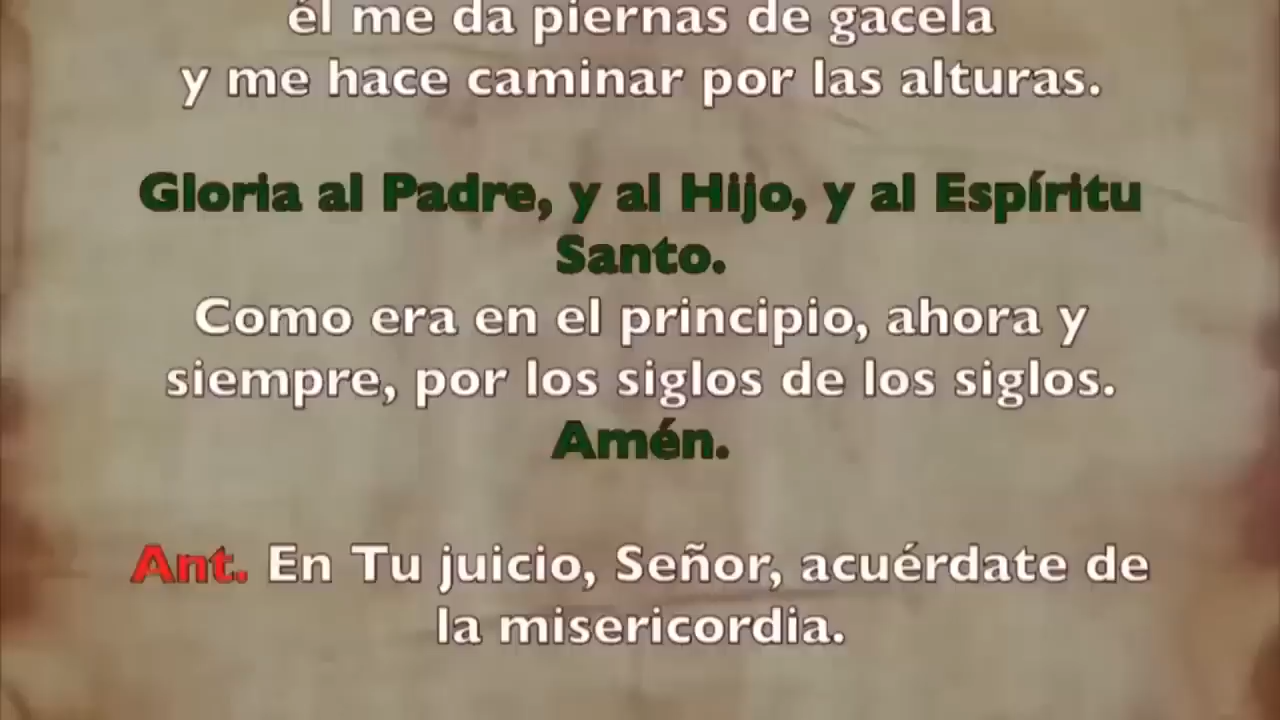 él me da piernas de gacela
y me hace caminar por las alturas.
Gloria al Padre, y al Hijo, y al Espíritu
Santo.
Como era en el principio, ahora y
siempre, por los siglos de los siglos.
Amén.
Ant. En Tu juicio, Señor, acuérdate de
la misericordia.